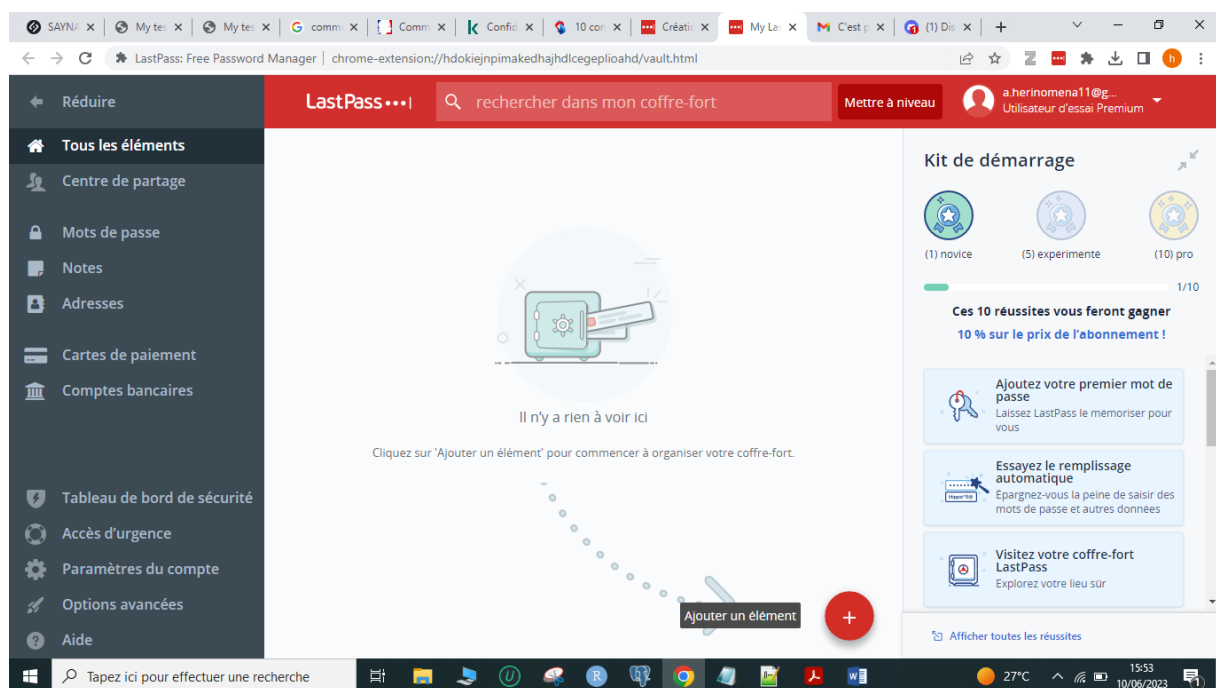 SAYNA
My tes
My tes
G comm
Comm
Confid
10 con
Créatic
My La
C'est p
(1) Dis
LastPass: Free Password Manager | chrome-extension://hdokiejnpimakedhajhdlcegeplioahd/vault.html
h
Réduire
LastPass
rechercher dans mon coffre-fort
Mettre à niveau
a.herinomena11@g...
Utilisateur d'essai Premium
Tous les éléments
Centre de partage
Mots de passe
Notes
Adresses
Cartes de paiement
Comptes bancaires
Tableau de bord de sécurité
Accès d'urgence
Paramètres du compte
Options avancées
Aide
Il n'y a rien à voir ici
Cliquez sur 'Ajouter un élément' pour commencer à organiser votre coffre-fort.
Ajouter un élément
+
Kit de démarrage
(1) novice
(5) experimente
(10) pro
1/10
Ces 10 réussites vous feront gagner
10 % sur le prix de l'abonnement !
Ajoutez votre premier mot de
passe
Laissez LastPass le mémoriser pour
vous
Essayez le remplissage
automatique
Épargnez-vous la peine de saisir des
mots de passe et autres données
Visitez votre coffre-fort
LastPass
Explorez votre lieu sûr
Afficher toutes les réussites
Tapez ici pour effectuer une recherche
27°C
15:53
10/06/2023